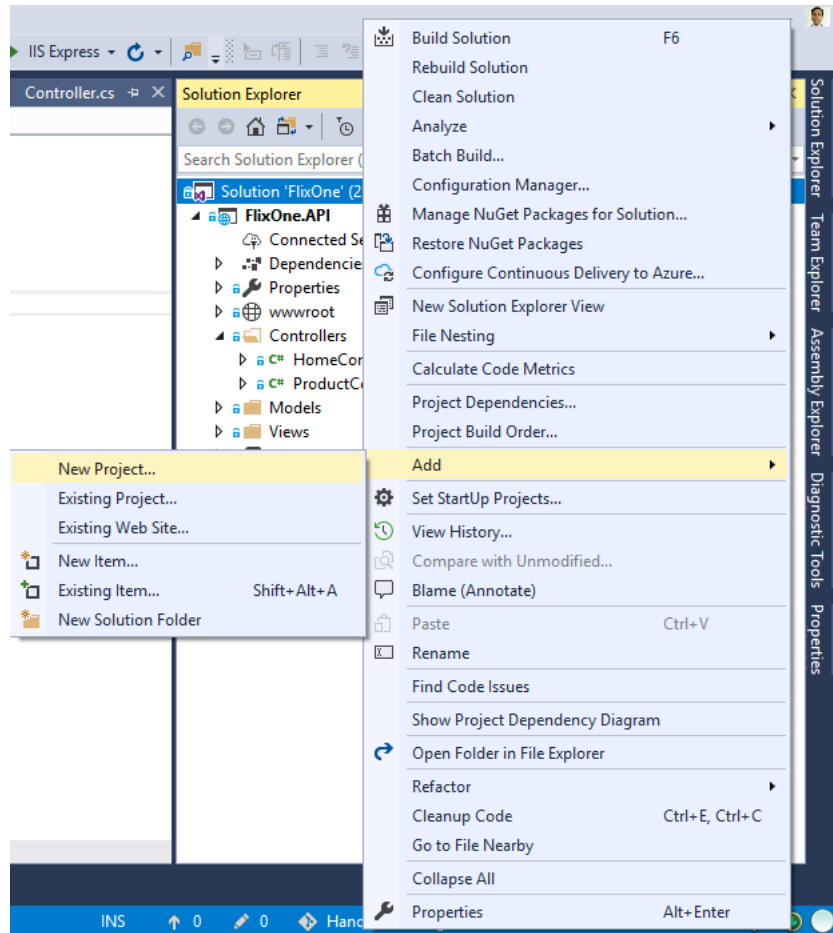 IIS Express
Controller.cs
Solution Explorer
Search Solution Explorer (
Solution 'FlixOne' (2
FlixOne.API
Connected Se
Dependencie
Properties
wwwroot
Controllers
C# HomeCor
C# ProductCo
Models
Views
Build Solution F6
Rebuild Solution
Clean Solution
Analyze
Batch Build...
Configuration Manager...
Manage NuGet Packages for Solution...
Restore NuGet Packages
Configure Continuous Delivery to Azure...
New Solution Explorer View
File Nesting
Calculate Code Metrics
Project Dependencies...
Project Build Order...
Add
Set StartUp Projects...
View History...
Compare with Unmodified...
Blame (Annotate)
Paste Ctrl+V
Rename
Find Code Issues
Show Project Dependency Diagram
Open Folder in File Explorer
Refactor
Cleanup Code Ctrl+E, Ctrl+C
Go to File Nearby
Collapse All
Properties Alt+Enter
New Project...
Existing Project...
Existing Web Site...
New Item...
Existing Item... Shift+Alt+A
New Solution Folder
Solution Explorer
Team Explorer
Assembly Explorer
Diagnostic Tools
Properties
INS 0 0 Hand